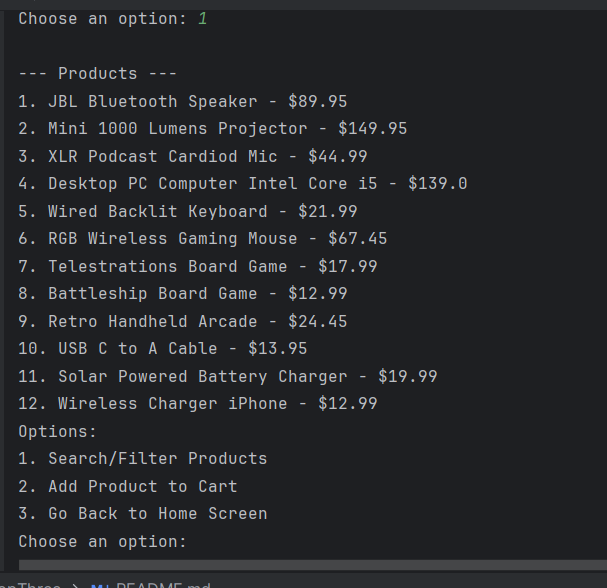 Choose an option: 1
--- Products ---
1. JBL Bluetooth Speaker - $89.95
2. Mini 1000 Lumens Projector - $149.95
3. XLR Podcast Cardiod Mic - $44.99
4. Desktop PC Computer Intel Core i5 - $139.0
5. Wired Backlit Keyboard - $21.99
6. RGB Wireless Gaming Mouse - $67.45
7. Telestrations Board Game - $17.99
8. Battleship Board Game - $12.99
9. Retro Handheld Arcade - $24.45
10. USB C to A Cable - $13.95
11. Solar Powered Battery Charger - $19.99
12. Wireless Charger iPhone - $12.99
Options:
1. Search/Filter Products
2. Add Product to Cart
3. Go Back to Home Screen
Choose an option:
README.md